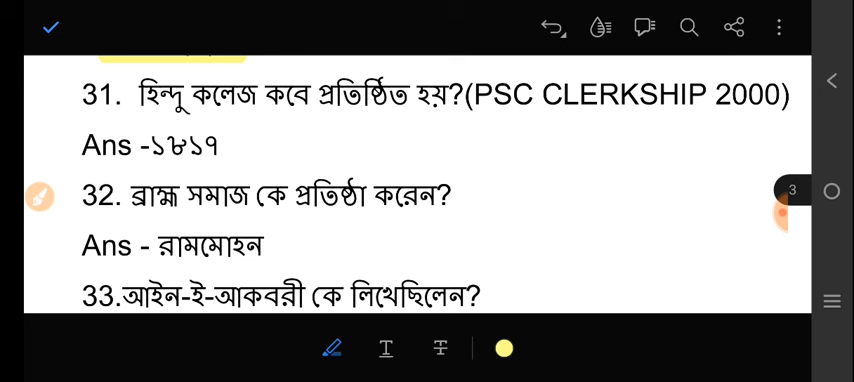 31. হিন্দু কলেজ কবে প্রতিষ্ঠিত হয়?(PSC CLERKSHIP 2000)
Ans -১৮১৭
32. ব্রাহ্ম সমাজ কে প্রতিষ্ঠা করেন?
3
Ans - রামমোহন
33.আইন-ই-আকবরী কে লিখেছিলেন?
T T